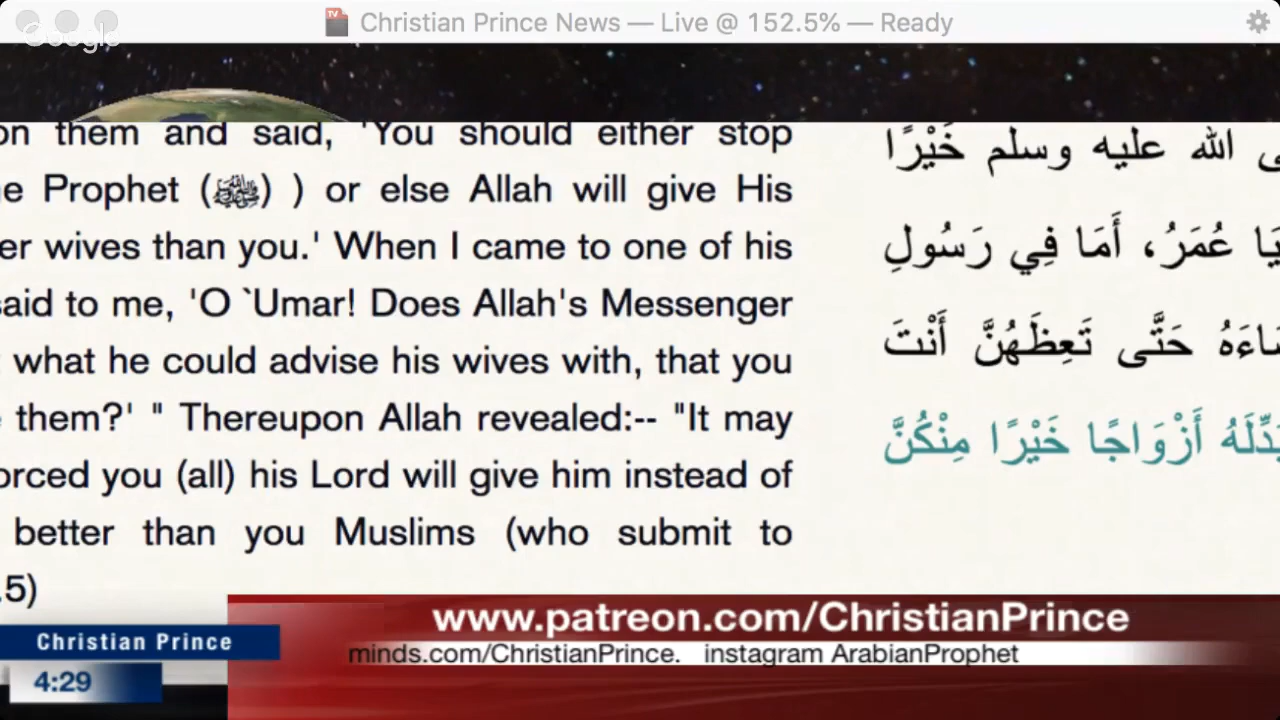 Christian Prince News — Live @ 152.5% — Ready
Google
on them and said, 'You should either stop
e Prophet (ﷺ) ) or else Allah will give His
er wives than you.' When I came to one of his
said to me, 'O `Umar! Does Allah's Messenger
what he could advise his wives with, that you
them?' " Thereupon Allah revealed:-- "It may
orced you (all) his Lord will give him instead of
better than you Muslims (who submit to
.5)
الله عليه وسلم خَيْرًا
يَا عُمَرُ، أَمَا فِي رَسُولِ
حَتَّى تَعِظَهُنَّ أَنْتَ
أَزْوَاجًا خَيْرًا مِنْكُنَّ
www.patreon.com/ChristianPrince
Christian Prince
minds.com/ChristianPrince. instagram ArabianProphet
4:29